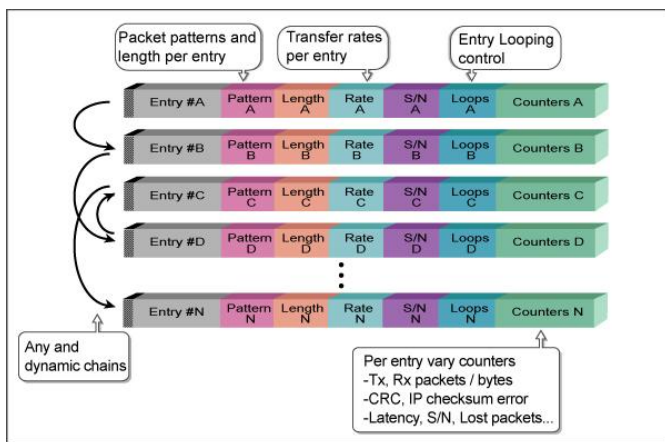 Packet patterns and
length per entry
Transfer rates
per entry
Entry Looping
control
Entry #A Pattern A Length A Rate A S/N A Loops A Counters A
Entry #B Pattern B Length B Rate B S/N B Loops B Counters B
Entry #C Pattern C Length C Rate C S/N C Loops C Counters C
Entry #D Pattern D Length D Rate D S/N D Loops D Counters D
Entry #N Pattern N Length N Rate N S/N N Loops N Counters N
Any and
dynamic chains
Per entry vary counters
-Tx, Rx packets / bytes
-CRC, IP checksum error
-Latency, S/N, Lost packets...